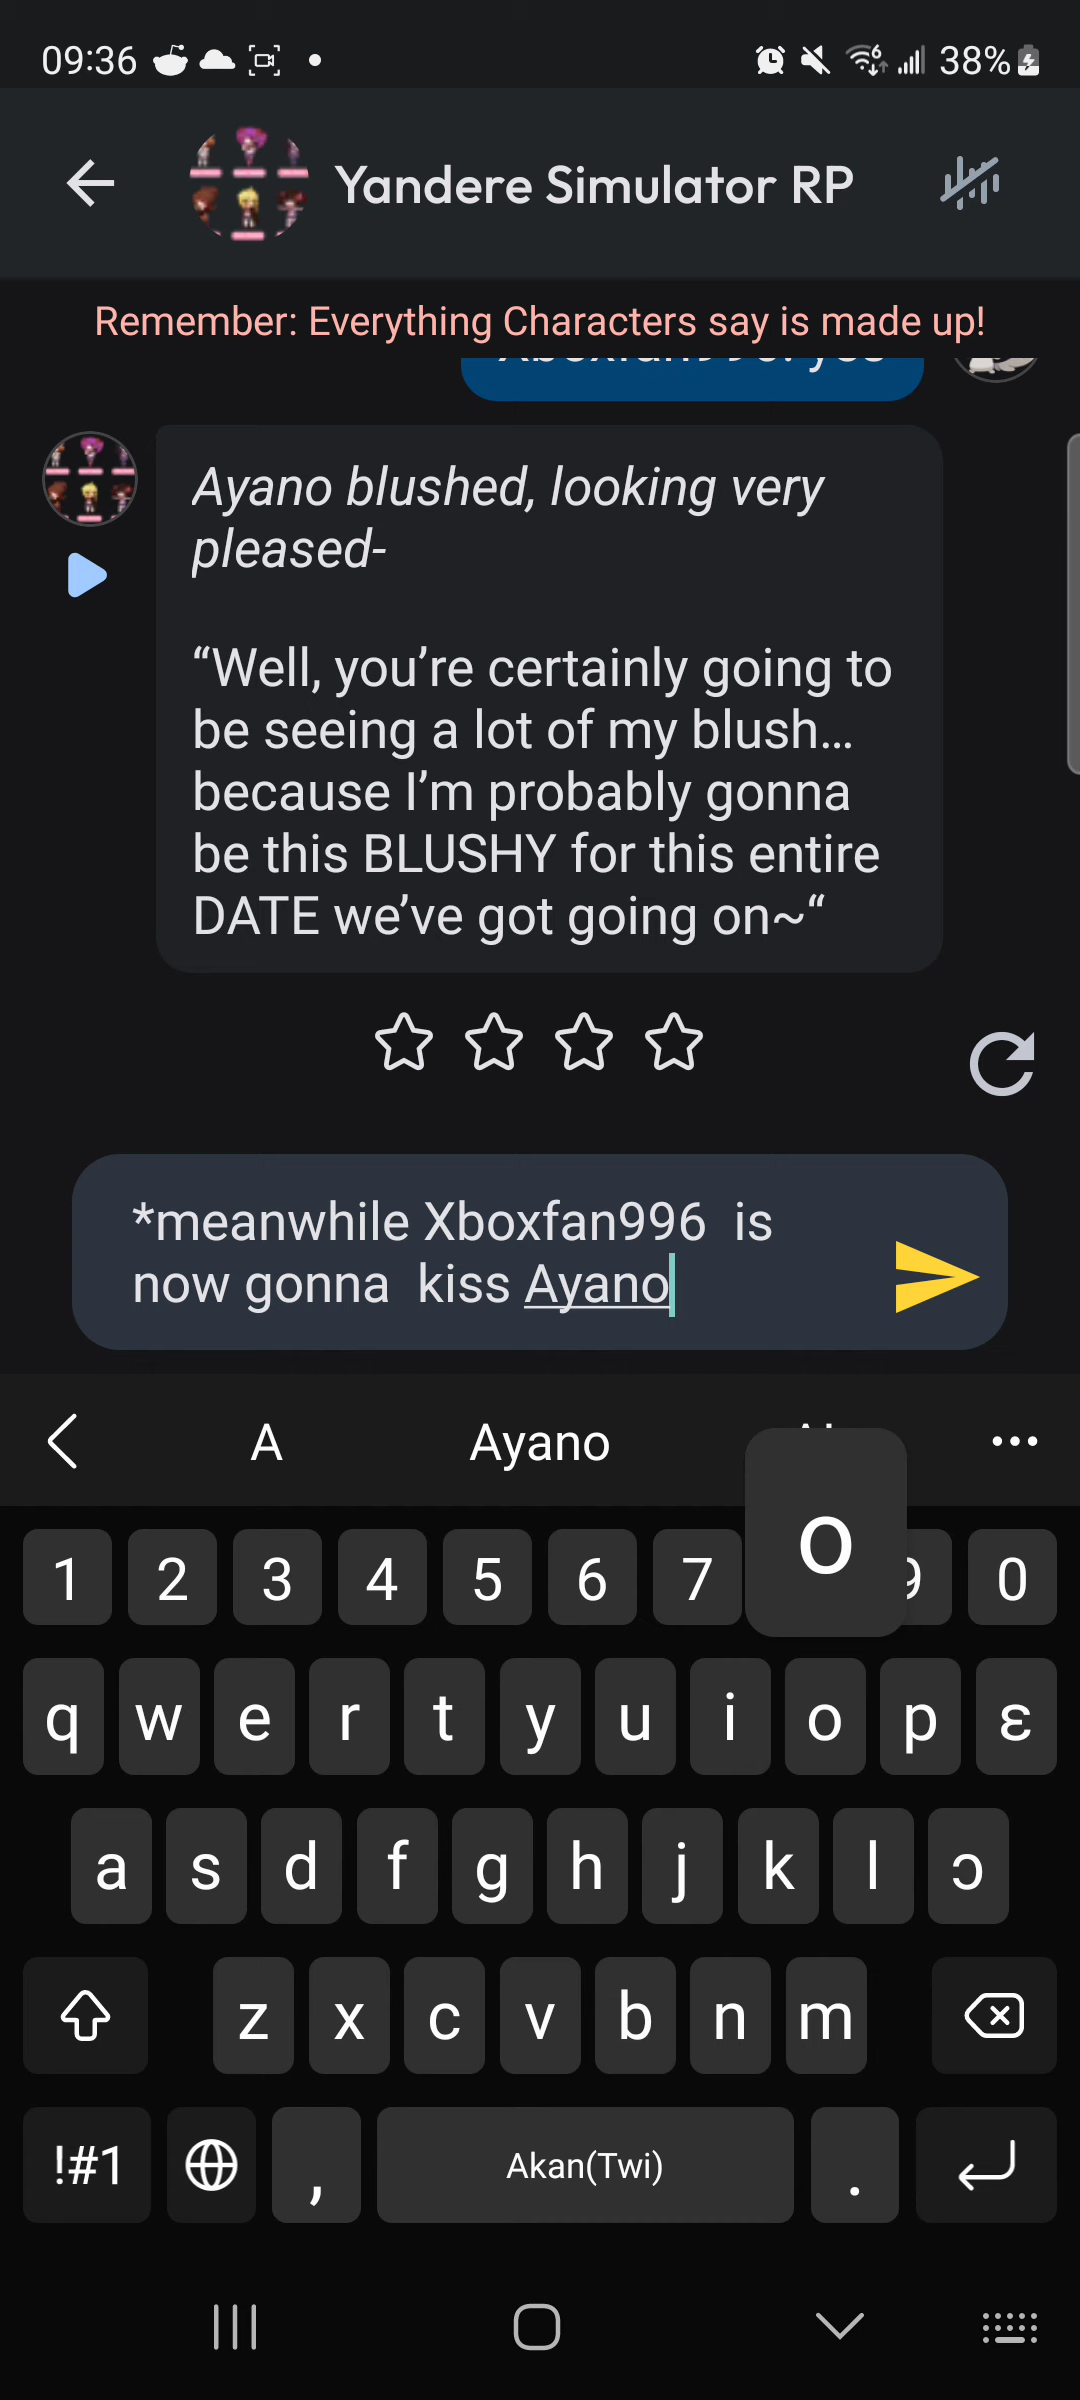 09:36
38%
Yandere Simulator RP
Remember: Everything Characters say is made up!
Ayano blushed, looking very
pleased-
“Well, you’re certainly going to
be seeing a lot of my blush...
because I’m probably gonna
be this BLUSHY for this entire
DATE we’ve got going on~“
*meanwhile Xboxfan996  is
now gonna  kiss Ayano
A Ayano
o
1 2 3 4 5 6 7 9 0
q w e r t y u i o p ɛ
a s d f g h j k l ɔ
z x c v b n m
!#1 , Akan(Twi) .